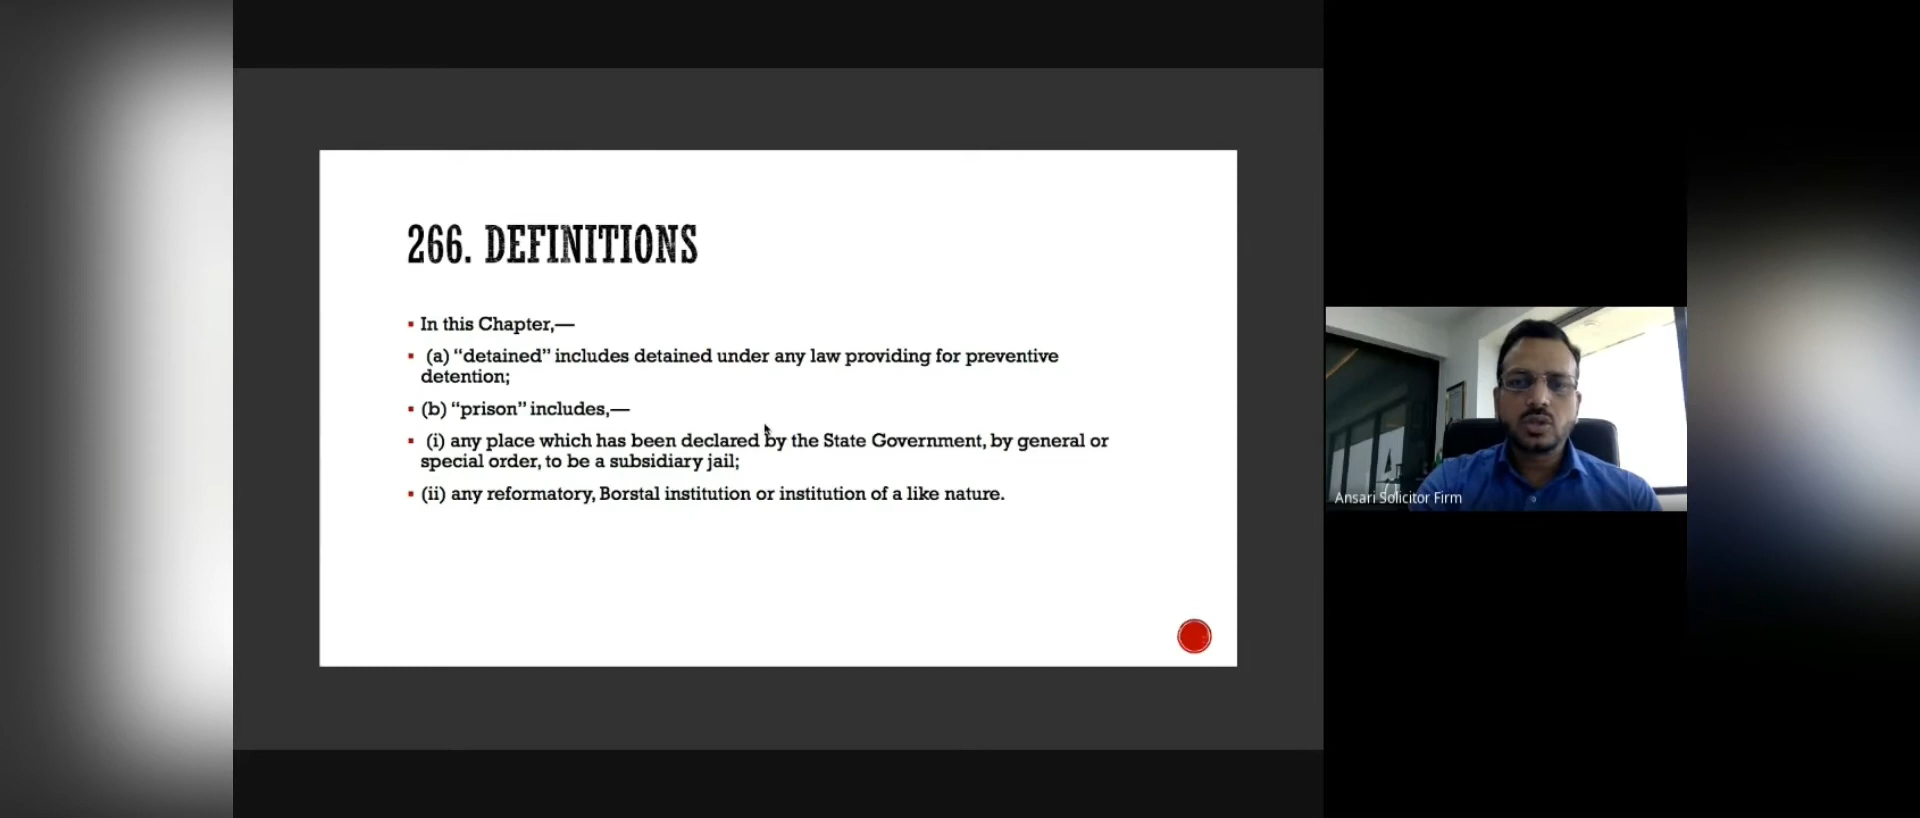 266. DEFINITIONS
▪ In this Chapter,—
▪ (a) “detained” includes detained under any law providing for preventive
detention;
▪ (b) “prison” includes,—
▪ (i) any place which has been declared by the State Government, by general or
special order, to be a subsidiary jail;
▪ (ii) any reformatory, Borstal institution or institution of a like nature.
Ansari Solicitor Firm